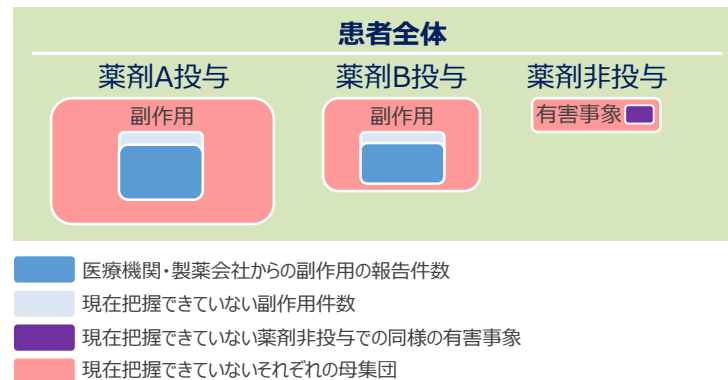 患者全体
薬剤A投与 薬剤B投与 薬剤非投与
副作用 副作用 有害事象
医療機関・製薬会社からの副作用の報告件数
現在把握できていない副作用件数
現在把握できていない薬剤非投与での同様の有害事象
現在把握できていないそれぞれの母集団